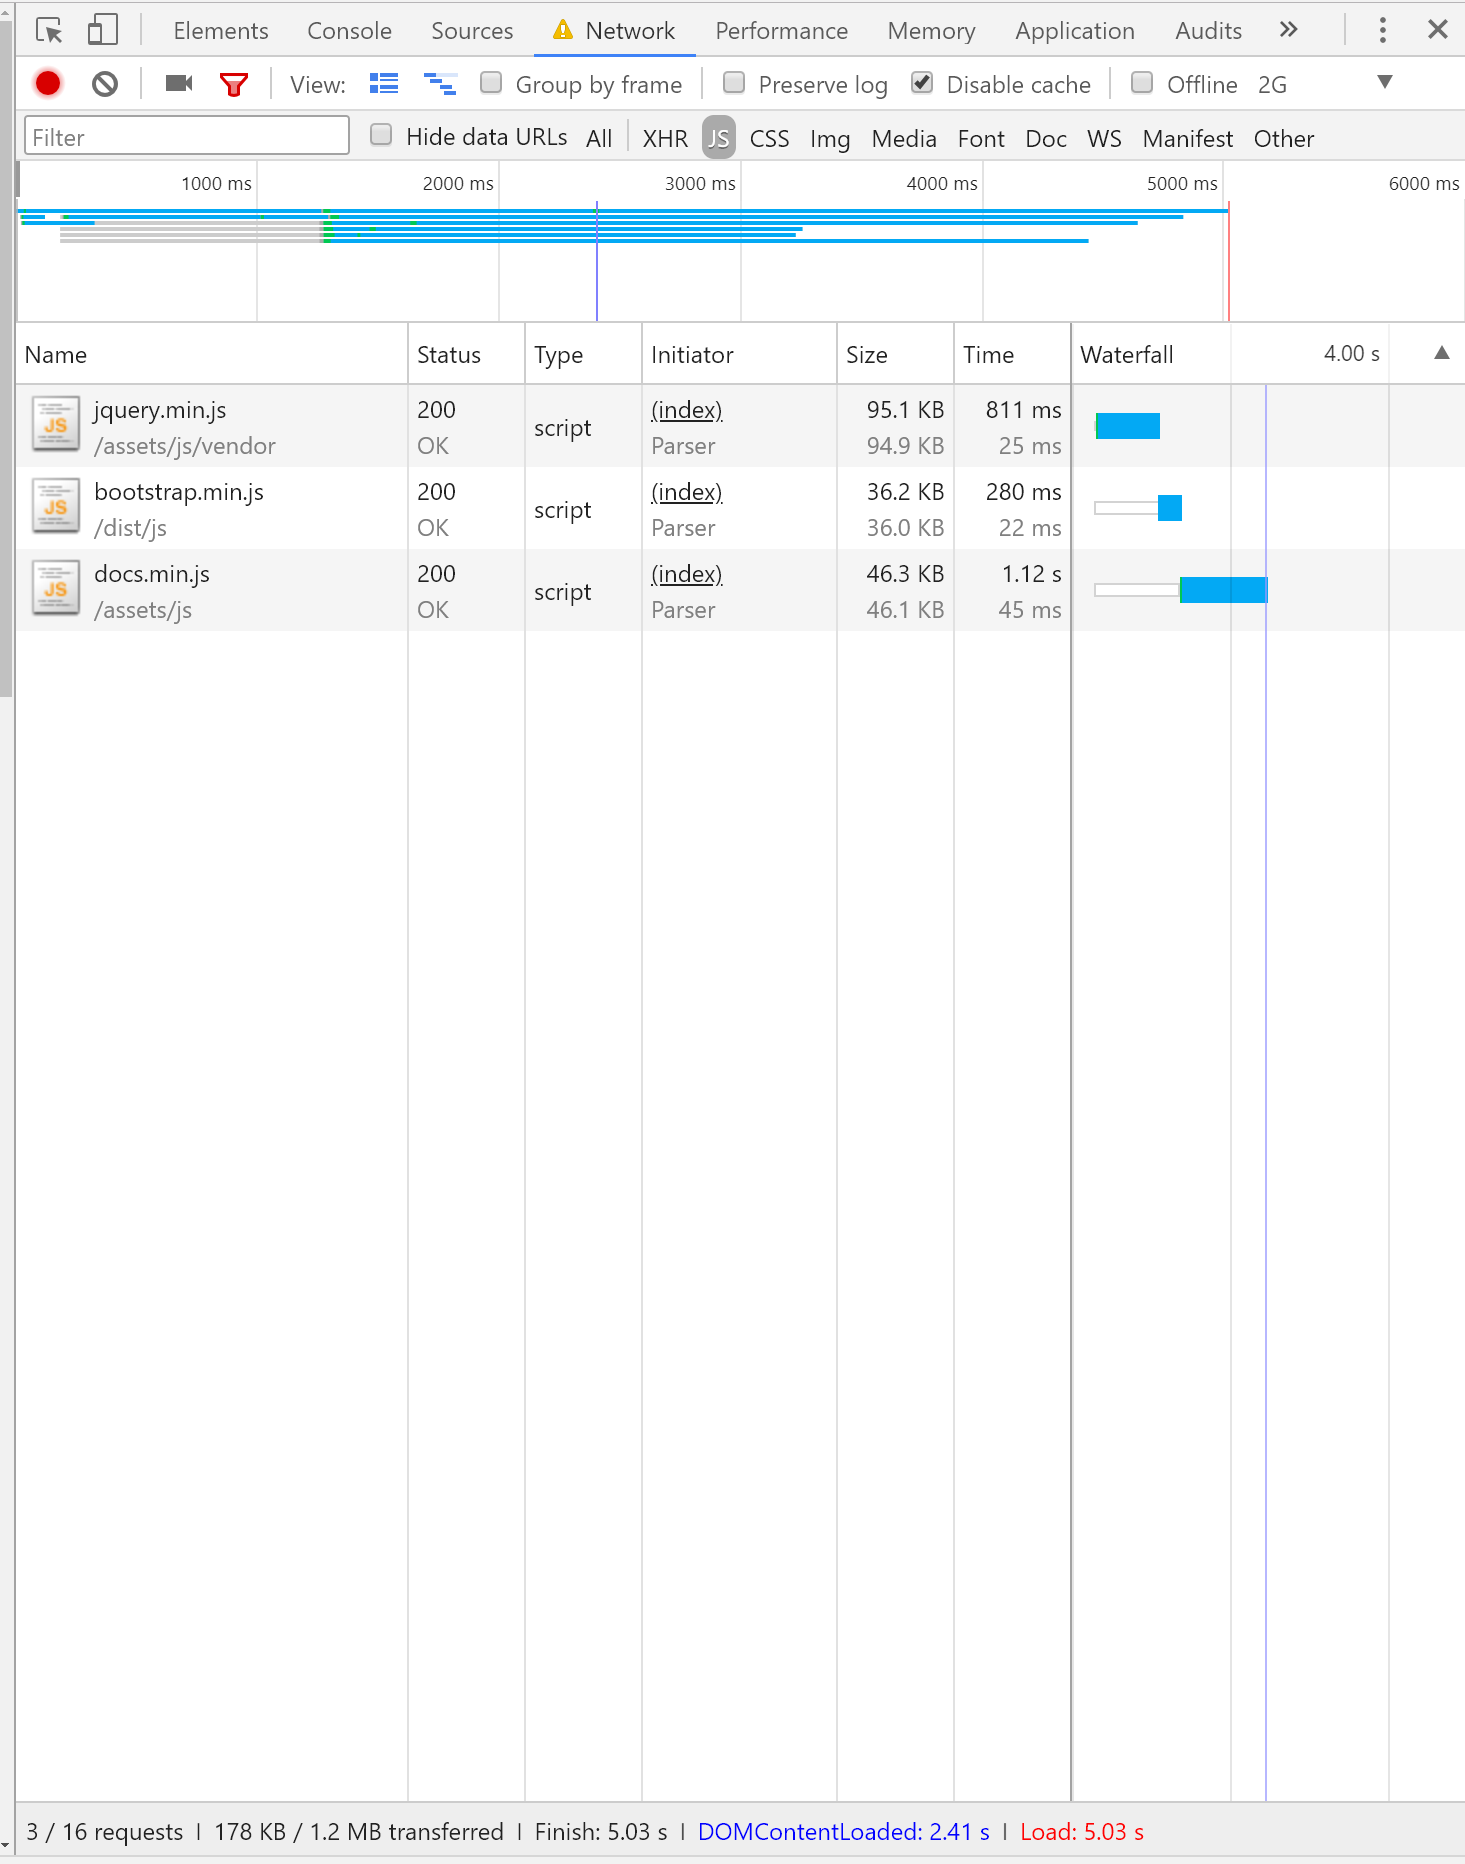 Elements Console Sources Network Performance Memory Application Audits »
View: Group by frame Preserve log Disable cache Offline 2G
Filter Hide data URLs All XHR JS CSS Img Media Font Doc WS Manifest Other
1000 ms 2000 ms 3000 ms 4000 ms 5000 ms 6000 ms
Name Status Type Initiator Size Time Waterfall 4.00 s
JS jquery.min.js 200 script (index) 95.1 KB 811 ms
/assets/js/vendor OK Parser 94.9 KB 25 ms
JS bootstrap.min.js 200 script (index) 36.2 KB 280 ms
/dist/js OK Parser 36.0 KB 22 ms
JS docs.min.js 200 script (index) 46.3 KB 1.12 s
/assets/js OK Parser 46.1 KB 45 ms
3 / 16 requests | 178 KB / 1.2 MB transferred | Finish: 5.03 s | DOMContentLoaded: 2.41 s | Load: 5.03 s